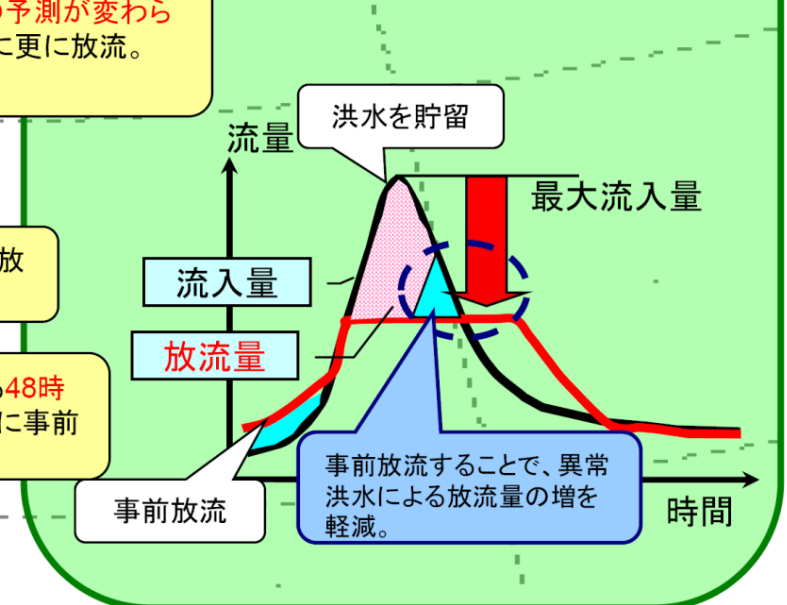 の予測が変わら
に更に放流。
洪水を貯留
流量
最大流入量
放
流入量
放流量
48時
に事前
事前放流することで、異常
洪水による放流量の増を
軽減。
事前放流
時間